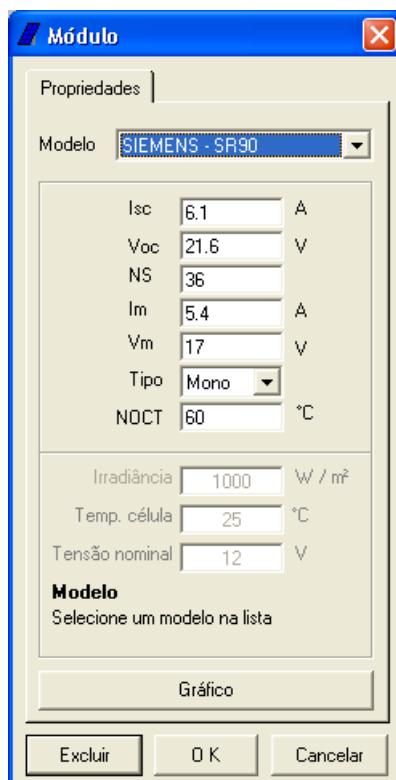 Módulo
Propriedades
Modelo SIEMENS - SR90
Isc 6.1 A
Voc 21.6 V
NS 36
Im 5.4 A
Vm 17 V
Tipo Mono
NOCT 60 °C
Irradiância 1000 W / m²
Temp. célula 25 °C
Tensão nominal 12 V
Modelo
Selecione um modelo na lista
Gráfico
Excluir O K Cancelar